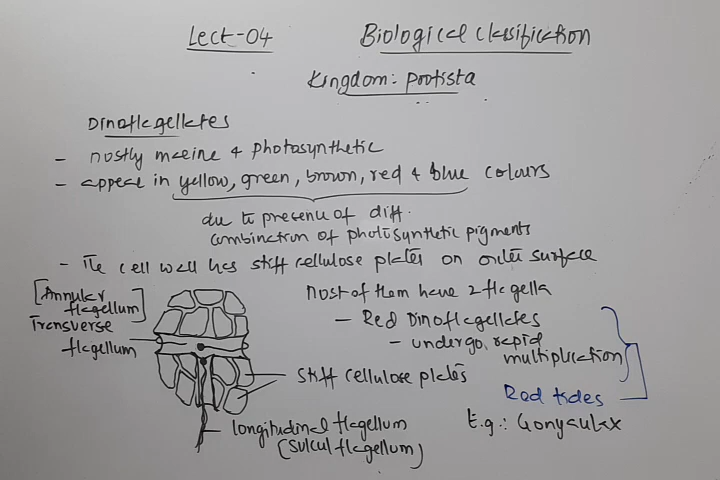 Lect-04
Biological Classification
Kingdom: Protista
Dinoflagellates
- mostly marine & photosynthetic
- appear in yellow, green, brown, red & blue colours
due to presence of diff.
combination of photosynthetic pigments
- The cell wall has stiff cellulose plates on outer surface
most of them have 2 flagella
- Red Dinoflagellates
- undergo rapid
multiplication
Red tides
E.g.: Gonyaulax
[Annular
flagellum]
Transverse
flagellum
stiff cellulose plates
longitudinal flagellum
(Sulcul flagellum)